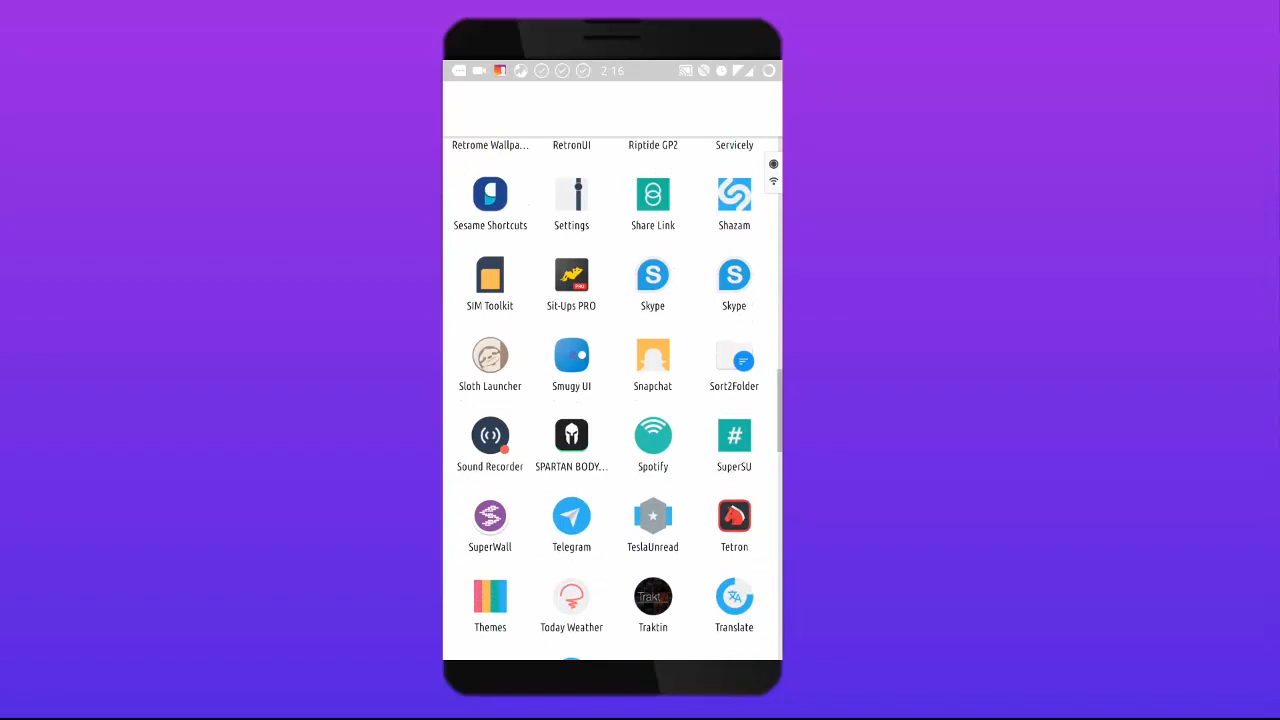 2 16
Retrome Wallpa... RetronUI Riptide GP2 Servicely
Sesame Shortcuts Settings Share Link Shazam
S S
PRO
SIM Toolkit Sit-Ups PRO Skype Skype
Sloth Launcher Smugy UI Snapchat Sort2Folder
#
Sound Recorder SPARTAN BODY... Spotify SuperSU
SuperWall Telegram TeslaUnread Tetron
Traktin
Themes Today Weather Traktin Translate